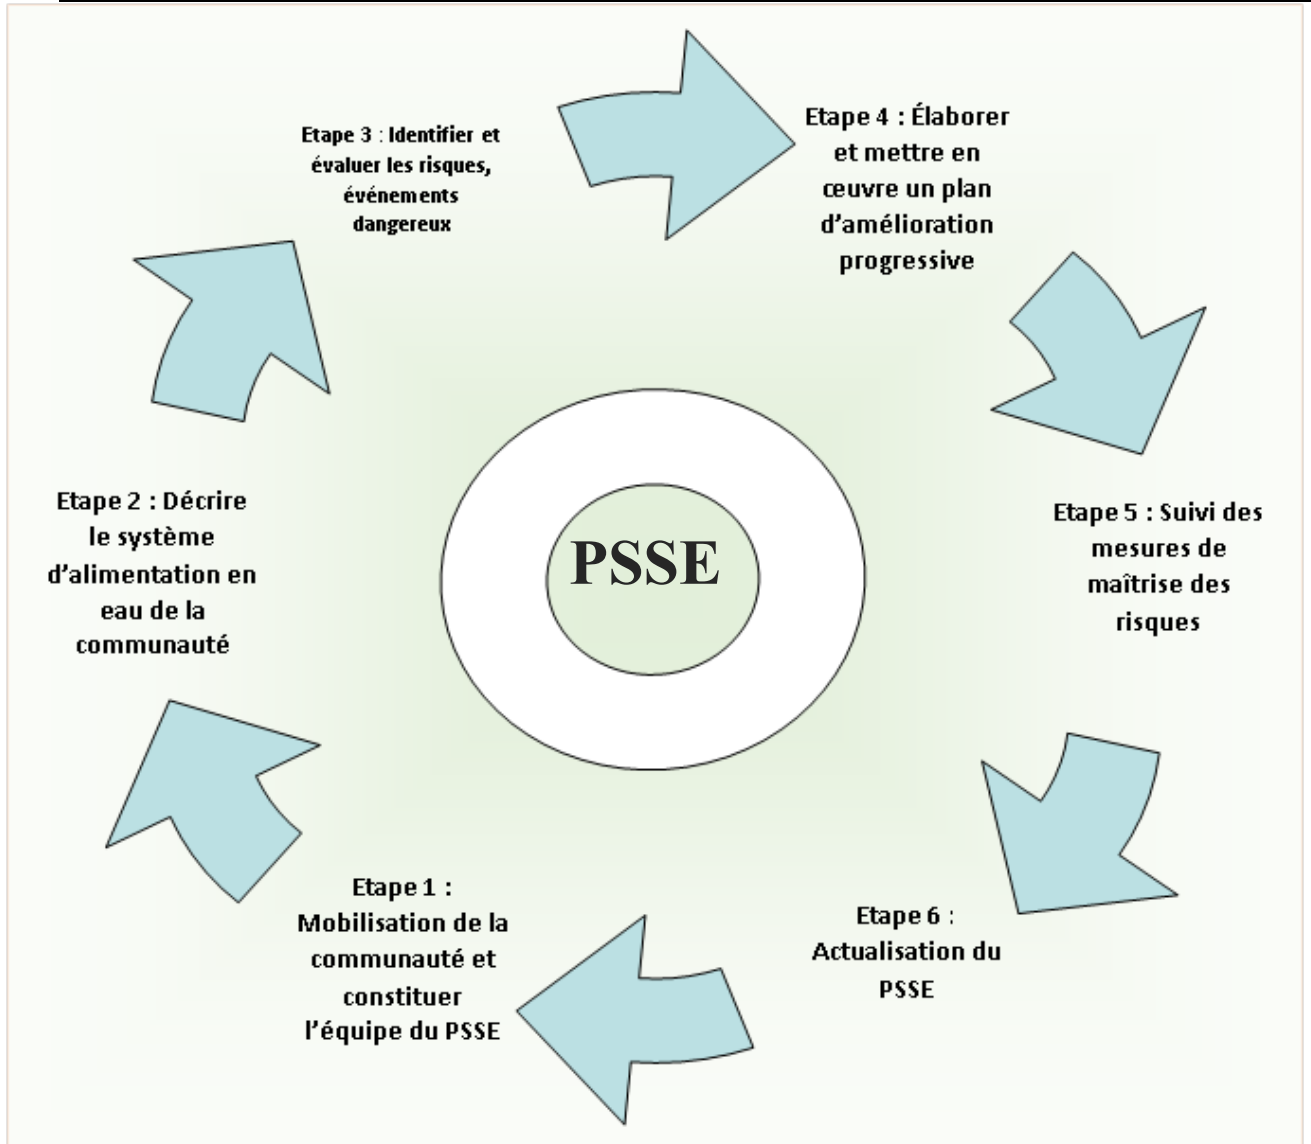 Etape 3 : Identifier et
évaluer les risques,
événements
dangereux
Etape 4 : Élaborer
et mettre en
œuvre un plan
d’amélioration
progressive
Etape 2 : Décrire
le système
d’alimentation en
eau de la
communauté
PSSE
Etape 5 : Suivi des
mesures de
maîtrise des
risques
Etape 1 :
Mobilisation de la
communauté et
constituer
l’équipe du PSSE
Etape 6 :
Actualisation du
PSSE